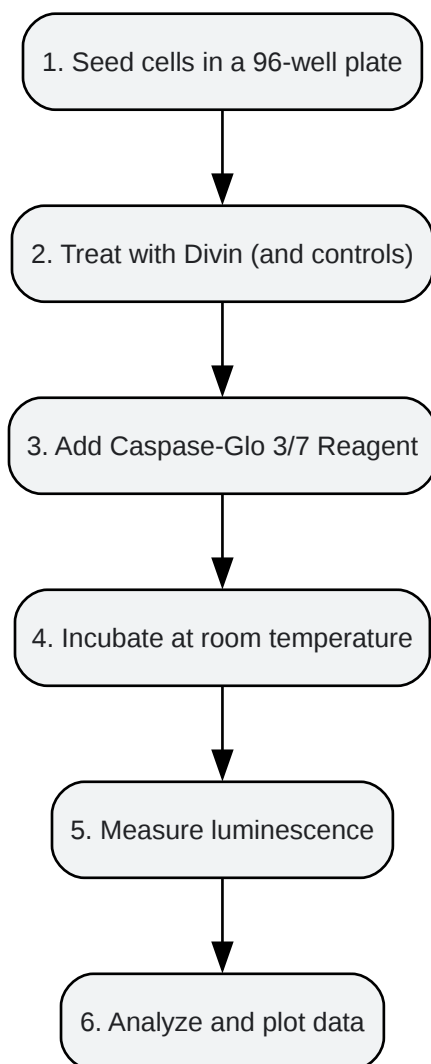 1. Seed cells in a 96-well plate
2. Treat with Divin (and controls)
3. Add Caspase-Glo 3/7 Reagent
4. Incubate at room temperature
5. Measure luminescence
6. Analyze and plot data